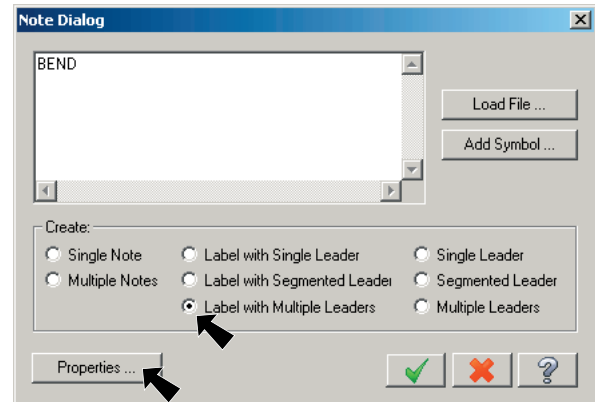 Note Dialog
BEND
Load File ...
Add Symbol ...
Create:
Single Note
Label with Single Leader
Single Leader
Multiple Notes
Label with Segmented Leader
Segmented Leader
Label with Multiple Leaders
Multiple Leaders
Properties ...